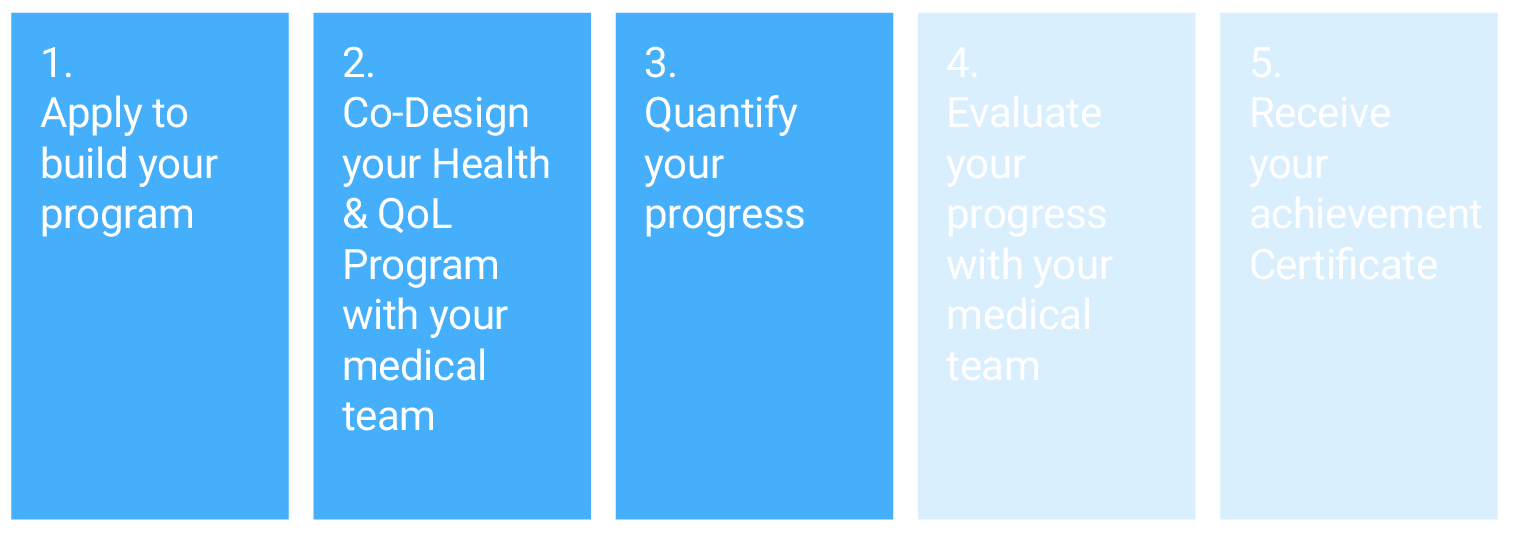 1.
Apply to
build your
program
2.
Co-Design
your Health
& QoL
Program
with your
medical
team
3.
Quantify
your
progress
4.
Evaluate
your
progress
with your
medical
team
5.
Receive
your
achievement
Certificate